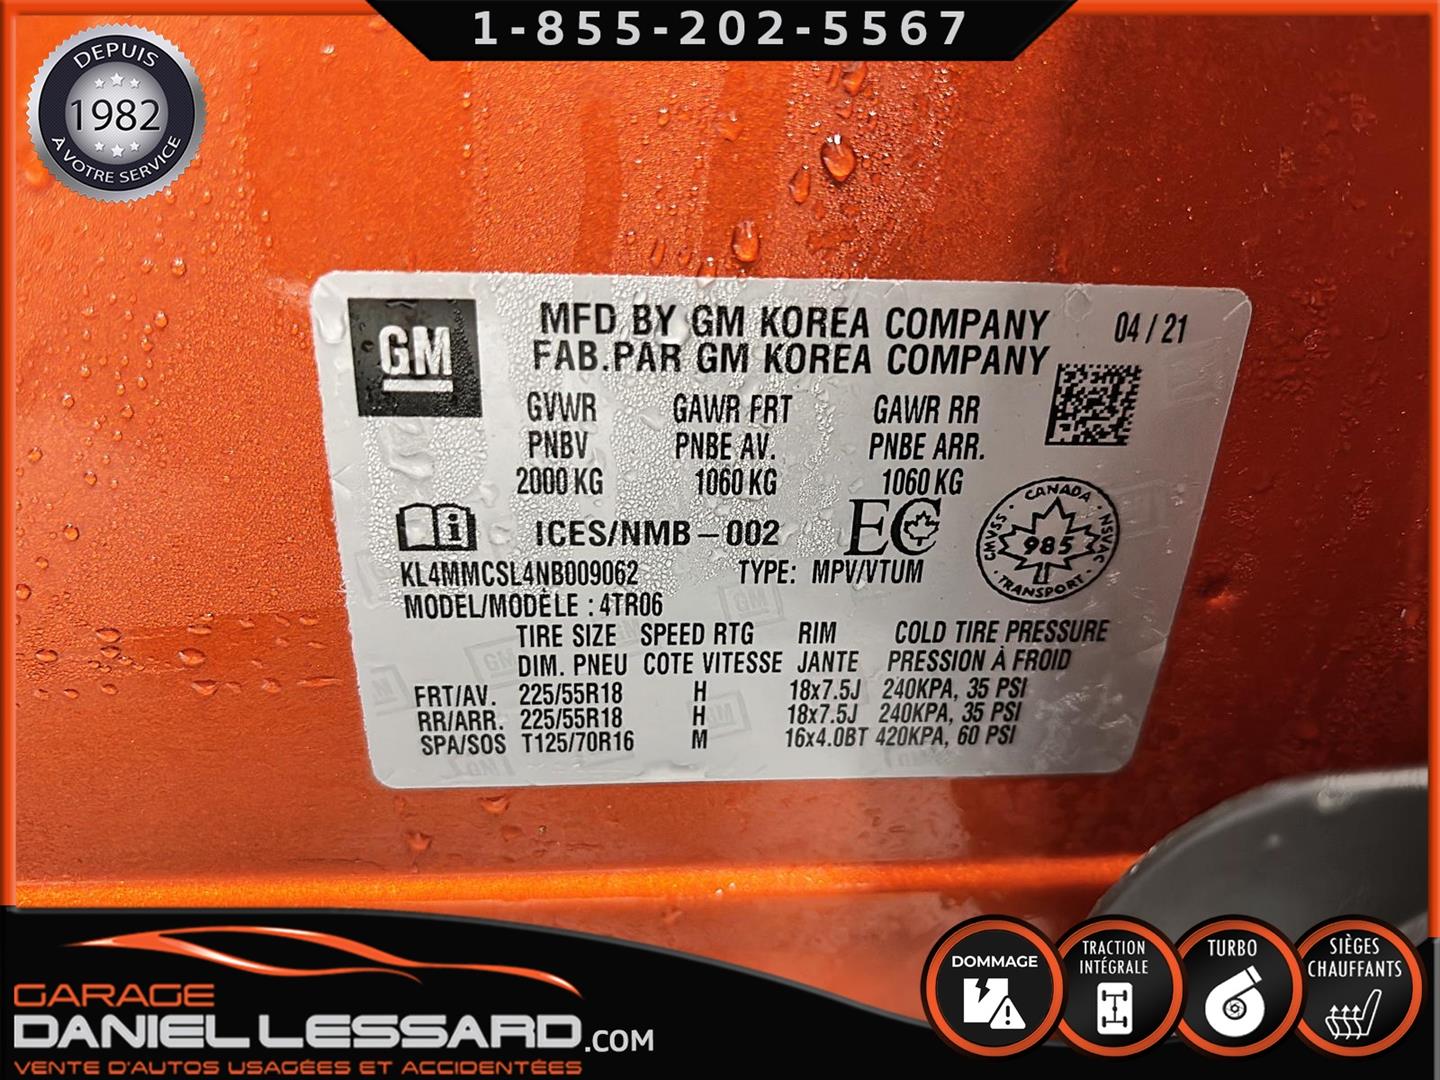 1-855-202-5567
DEPUIS
1982
À VOTRE SERVICE
GM
MFD BY GM KOREA COMPANY 04 / 21
FAB.PAR GM KOREA COMPANY
GVWR GAWR FRT GAWR RR
PNBV PNBE AV. PNBE ARR.
2000 KG 1060 KG 1060 KG
ICES/NMB – 002 EC
CANADA
CMVSS NSVAC
985
TRANSPORT
KL4MMCSL4NB009062 TYPE: MPV/VTUM
MODEL/MODÈLE : 4TR06
TIRE SIZE SPEED RTG RIM COLD TIRE PRESSURE
DIM. PNEU COTE VITESSE JANTE PRESSION À FROID
FRT/AV. 225/55R18 H 18x7.5J 240KPA, 35 PSI
RR/ARR. 225/55R18 H 18x7.5J 240KPA, 35 PSI
SPA/SOS T125/70R16 M 16x4.0BT 420KPA, 60 PSI
GARAGE
DANIEL LESSARD.COM
VENTE D'AUTOS USAGÉES ET ACCIDENTÉES
DOMMAGE
TRACTION
INTÉGRALE
TURBO
SIÈGES
CHAUFFANTS